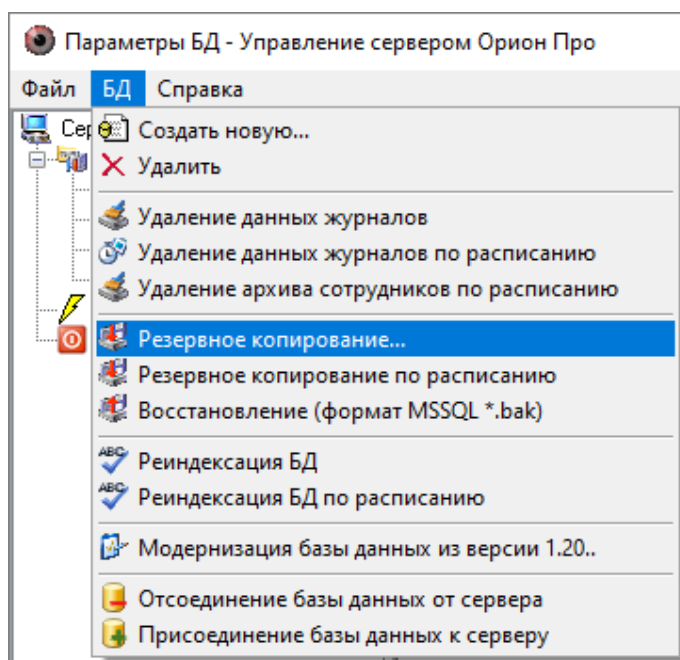 Параметры БД - Управление сервером Орион Про
Файл БД Справка
Создать новую...
Удалить
Удаление данных журналов
Удаление данных журналов по расписанию
Удаление архива сотрудников по расписанию
Резервное копирование...
Резервное копирование по расписанию
Восстановление (формат MSSQL *.bak)
ABC Реиндексация БД
ABC Реиндексация БД по расписанию
Модернизация базы данных из версии 1.20..
Отсоединение базы данных от сервера
Присоединение базы данных к серверу